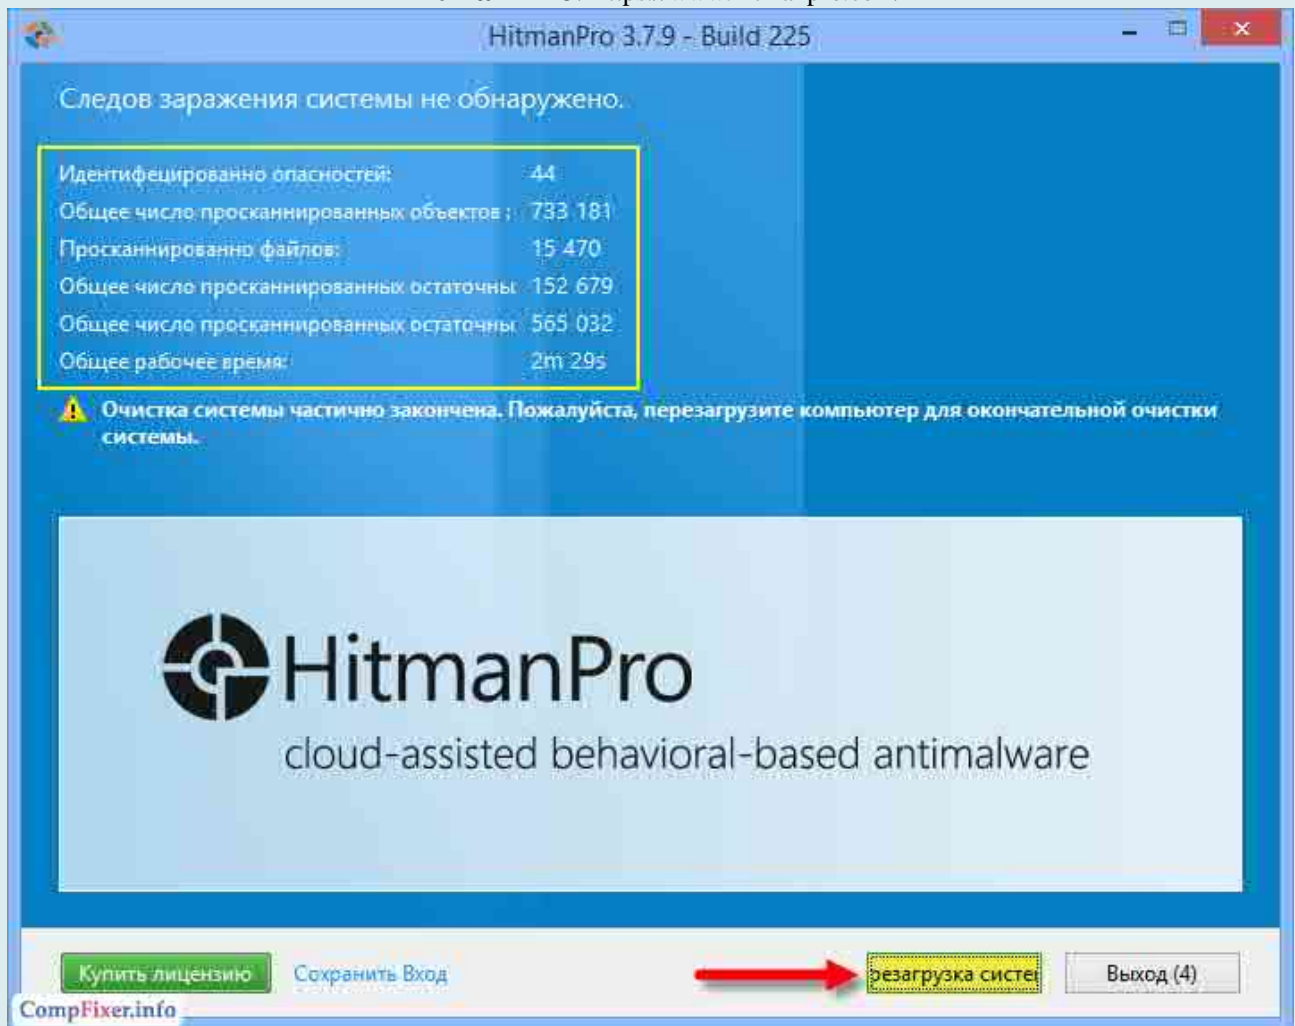 HitmanPro 3.7.9 - Build 225
Следов заражения системы не обнаружено.
Идентифецированно опасностей: 44
Общее число просканнированных объектов : 733 181
Просканнированно файлов: 15 470
Общее число просканнированных остаточны 152 679
Общее число просканнированных остаточны 565 032
Общее рабочее время: 2m 29s
Очистка системы частично закончена. Пожалуйста, перезагрузите компьютер для окончательной очистки
системы.
HitmanPro
cloud-assisted behavioral-based antimalware
Купить лицензию
Сохранить Вход
резагрузка систе
Выход (4)
CompFixer.info